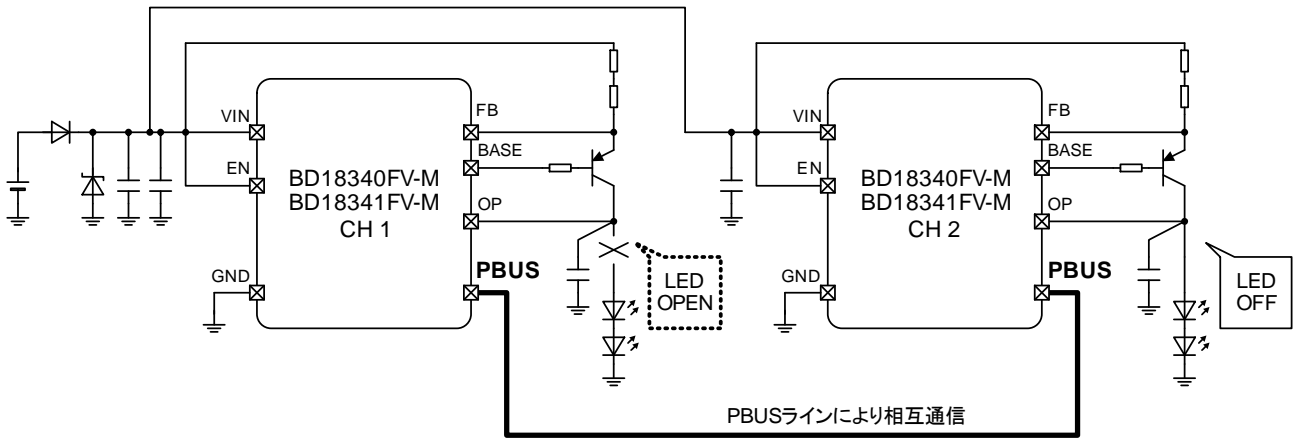 VIN
EN
GND
FB
BASE
OP
PBUS
BD18340FV-M
BD18341FV-M
CH 1
LED
OPEN
VIN
EN
GND
FB
BASE
OP
PBUS
BD18340FV-M
BD18341FV-M
CH 2
LED
OFF
PBUSラインにより相互通信